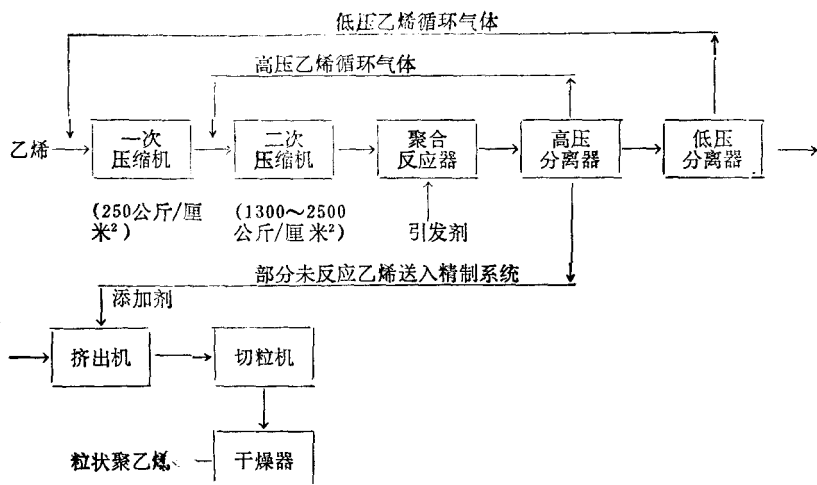 低压乙烯循环气体
高压乙烯循环气体
乙烯
一次
压缩机
二次
压缩机
聚合
反应器
高压
分离器
低压
分离器
(250公斤/厘
米²)
(1300～2500
公斤/厘米²)
引发剂
部分未反应乙烯送入精制系统
添加剂
挤出机
切粒机
粒状聚乙烯
干燥器